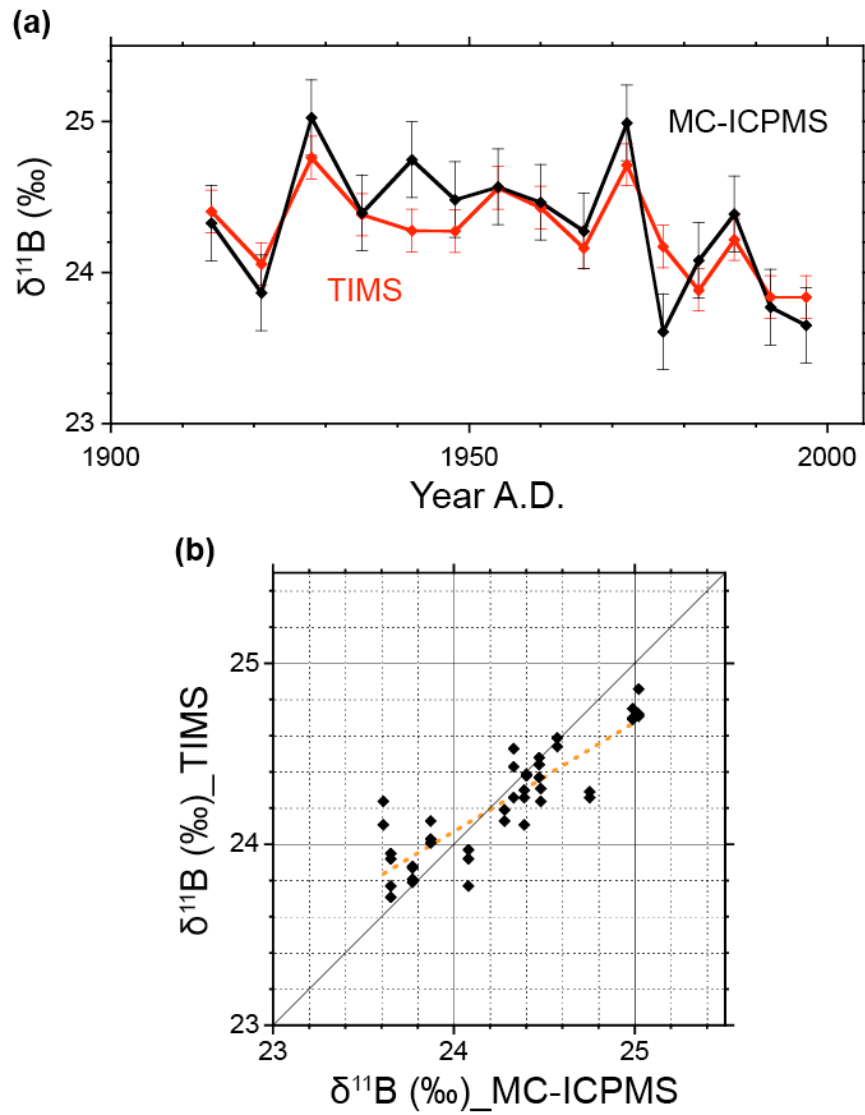 (a)
25
24
23
δ¹¹B (‰)
MC-ICPMS
TIMS
1900
1950
2000
Year A.D.
(b)
25
24
23
δ¹¹B (‰)_TIMS
23
24
25
δ¹¹B (‰)_MC-ICPMS